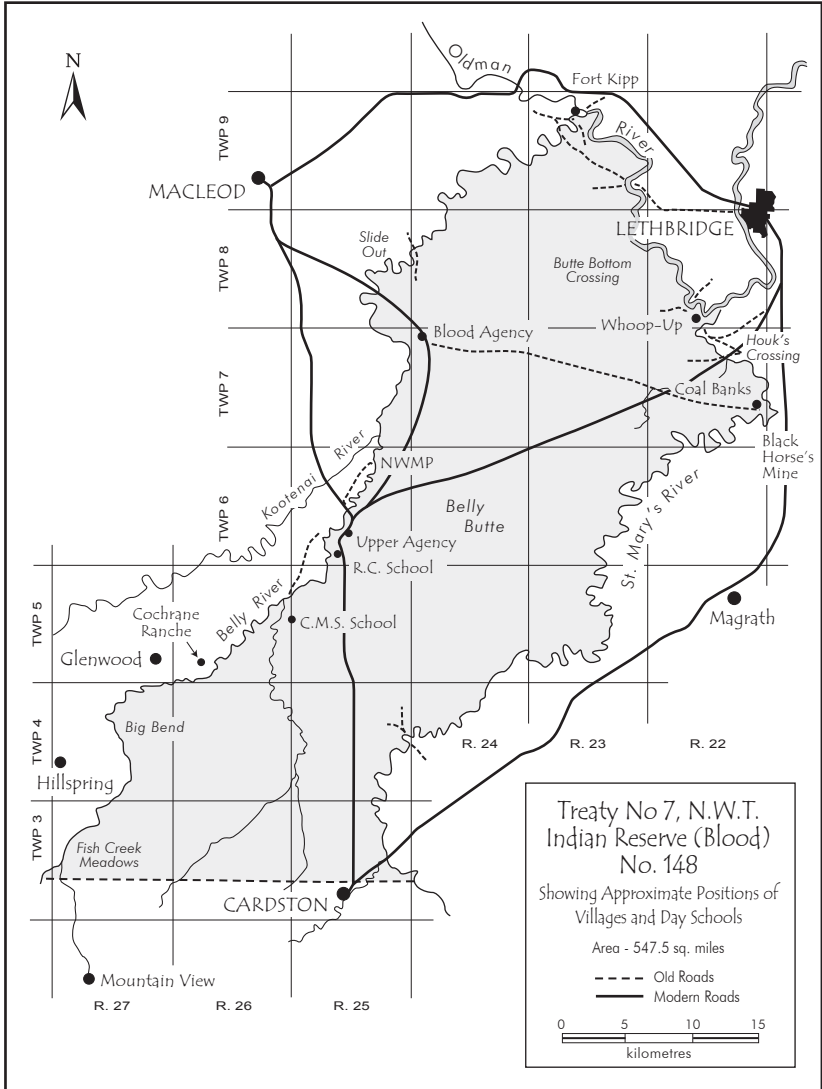 N
Oldman
River
Fort Kipp
TWP 9
MACLEOD
LETHBRIDGE
TWP 8
Slide
Out
Butte Bottom
Crossing
Whoop-Up
Blood Agency
Houk's
Crossing
TWP 7
Coal Banks
Black
Horse's
Mine
Kootenai River
NWMP
TWP 6
Belly
Butte
St. Mary's River
Upper Agency
R.C. School
TWP 5
Belly River
Cochrane
Ranche
C.M.S. School
Magrath
Glenwood
TWP 4
Big Bend
R. 24
R. 23
R. 22
Hillspring
TWP 3
Fish Creek
Meadows
CARDSTON
Mountain View
R. 27
R. 26
R. 25
Treaty No 7, N.W.T.
Indian Reserve (Blood)
No. 148
Showing Approximate Positions of
Villages and Day Schools
Area - 547.5 sq. miles
Old Roads
Modern Roads
0 5 10 15
kilometres